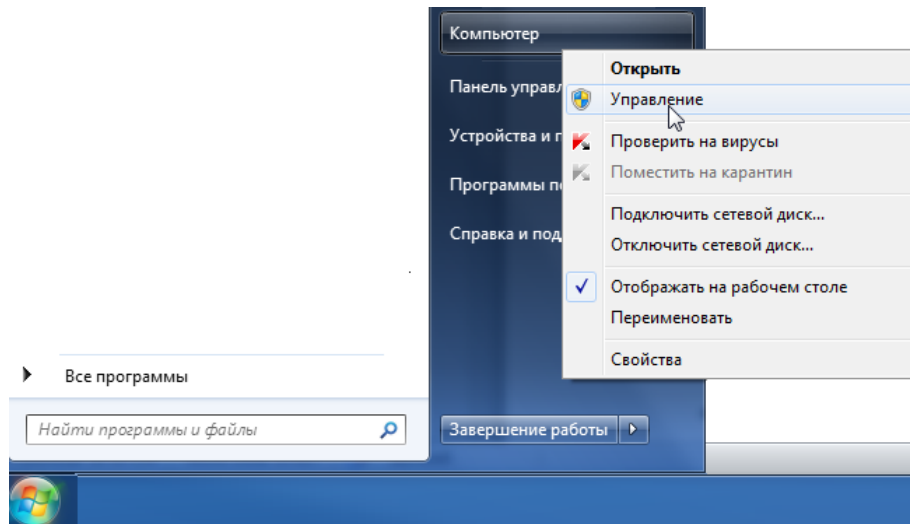 Компьютер
Открыть
Панель управл
Управление
Устройства и п
Проверить на вирусы
Поместить на карантин
Программы по
Подключить сетевой диск...
Справка и под
Отключить сетевой диск...
Отображать на рабочем столе
Переименовать
Свойства
Все программы
Найти программы и файлы
Завершение работы